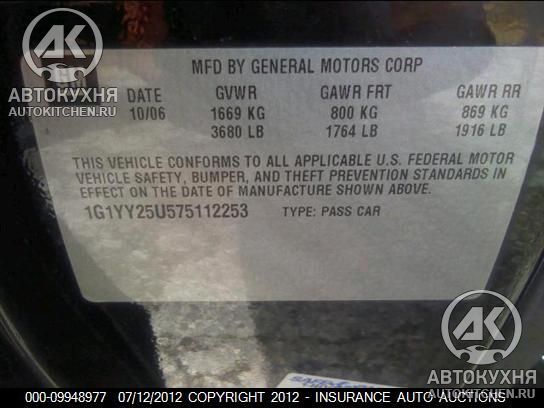 MFD BY GENERAL MOTORS CORP
DATE GVWR GAWR FRT GAWR RR
10/06 1669 KG 800 KG 869 KG
3680 LB 1764 LB 1916 LB
THIS VEHICLE CONFORMS TO ALL APPLICABLE U.S. FEDERAL MOTOR
VEHICLE SAFETY, BUMPER, AND THEFT PREVENTION STANDARDS IN
EFFECT ON THE DATE OF MANUFACTURE SHOWN ABOVE.
1G1YY25U575112253 TYPE: PASS CAR
АК
АВТОКУХНЯ
AUTOKITCHEN.RU
АК
АВТОКУХНЯ
AUTOKITCHEN.RU
000-09948977 07/12/2012 COPYRIGHT 2012 - INSURANCE AUTO AUCTIONS